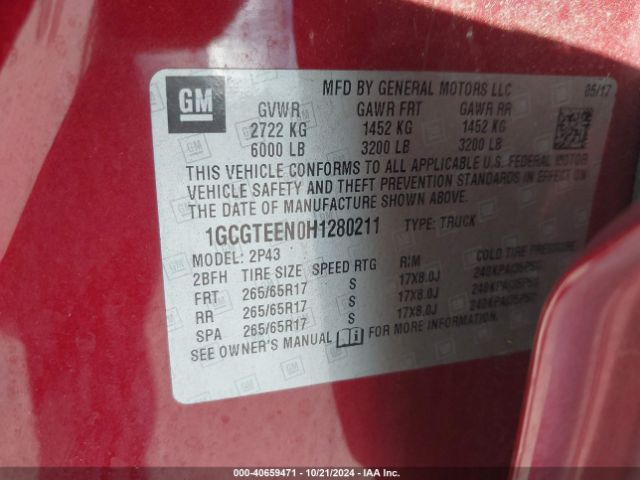 GM
MFD BY GENERAL MOTORS LLC 05/17
GVWR GAWR FRT GAWR RR
2722 KG 1452 KG 1452 KG
6000 LB 3200 LB 3200 LB
THIS VEHICLE CONFORMS TO ALL APPLICABLE U.S. FEDERAL MOTOR
VEHICLE SAFETY AND THEFT PREVENTION STANDARDS IN EFFECT ON
THE DATE OF MANUFACTURE SHOWN ABOVE.
1GCGTEEN0H1280211 TYPE: TRUCK
MODEL: 2P43
2BFH TIRE SIZE SPEED RTG RIM COLD TIRE PRESSURE
FRT 265/65R17 S 17X8.0J 240KPA(35PSI)
RR 265/65R17 S 17X8.0J 240KPA(35PSI)
SPA 265/65R17 S 17X8.0J 240KPA(35PSI)
SEE OWNER'S MANUAL FOR MORE INFORMATION.
000-40659471 - 10/21/2024 - IAA Inc.